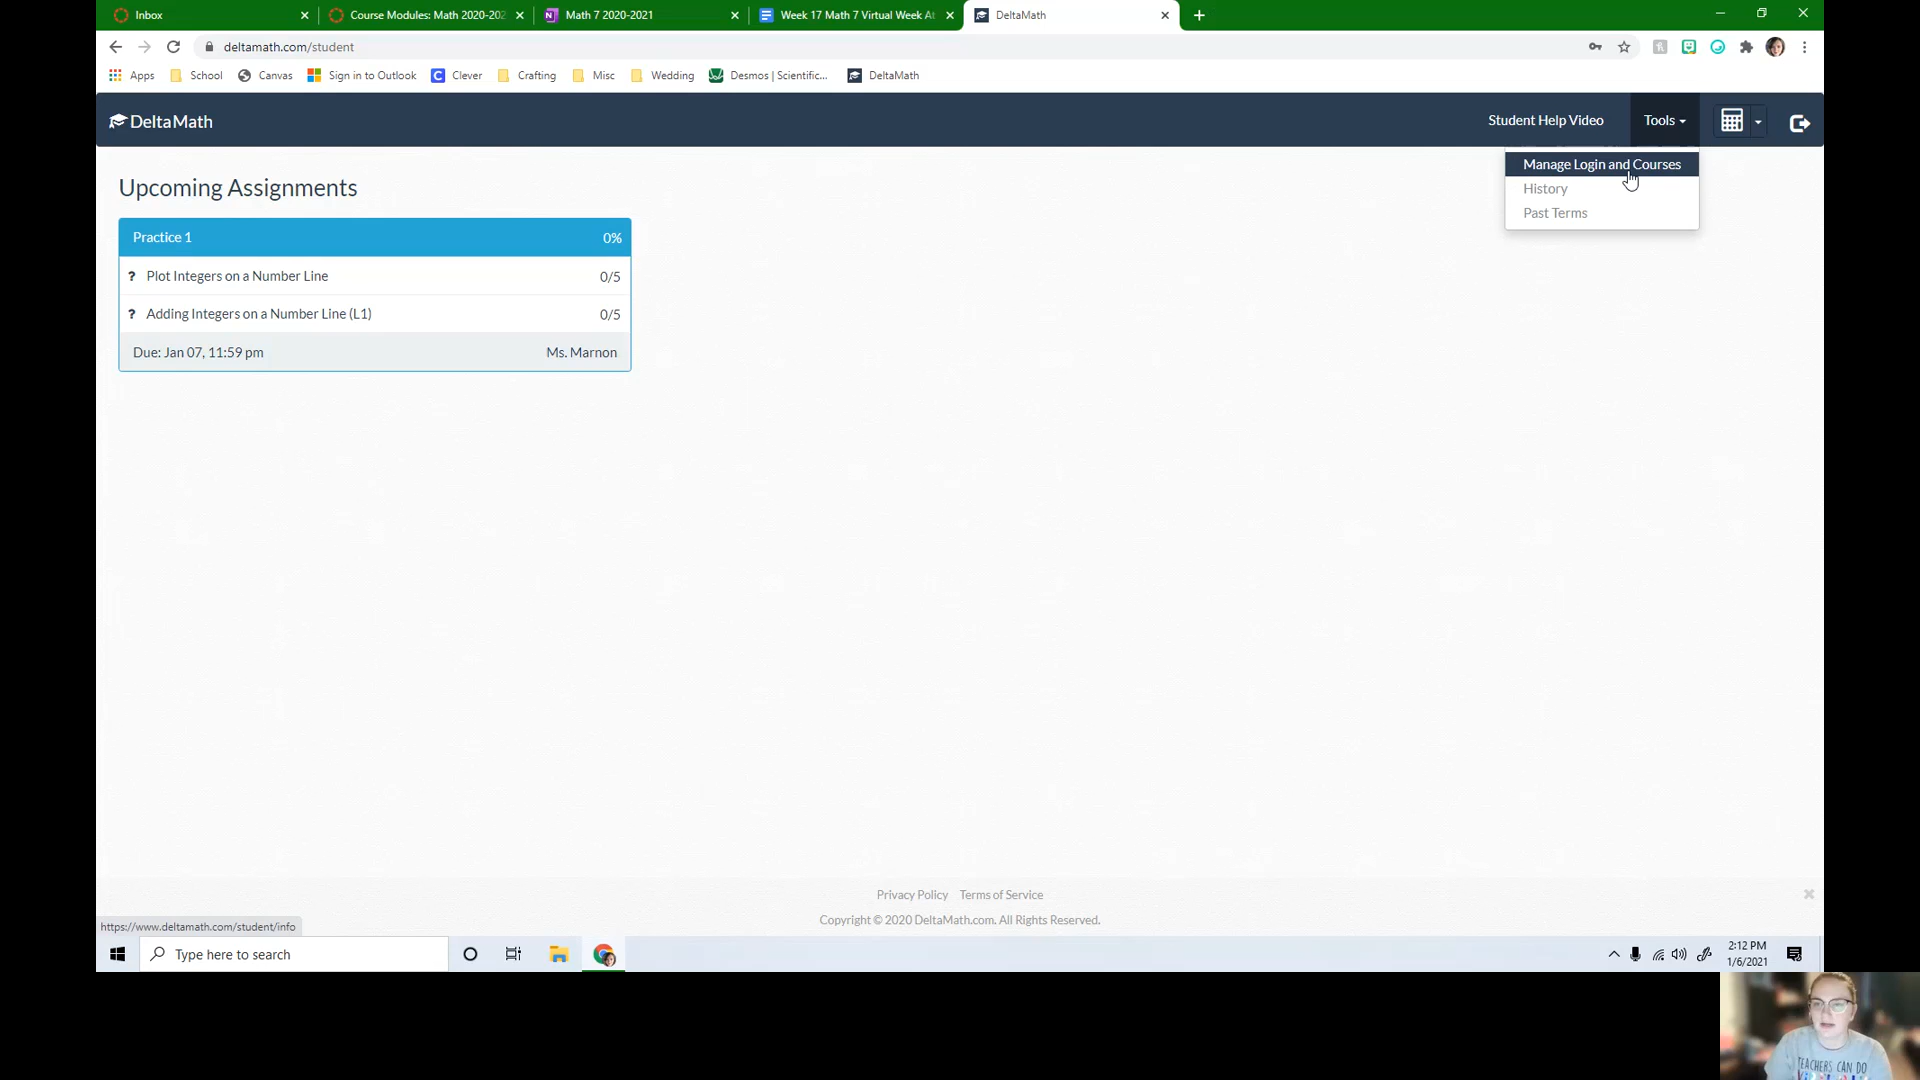 Inbox
Course Modules: Math 2020-202
Math 7 2020-2021
Week 17 Math 7 Virtual Week At
DeltaMath
deltamath.com/student
Apps
School
Canvas
Sign in to Outlook
Clever
Crafting
Misc
Wedding
Desmos | Scientific...
DeltaMath
DeltaMath
Student Help Video
Tools
Manage Login and Courses
History
Past Terms
Upcoming Assignments
Practice 1 0%
? Plot Integers on a Number Line 0/5
? Adding Integers on a Number Line (L1) 0/5
Due: Jan 07, 11:59 pm Ms. Marnon
Privacy Policy Terms of Service
Copyright © 2020 DeltaMath.com. All Rights Reserved.
https://www.deltamath.com/student/info
Type here to search
2:12 PM
1/6/2021
TEACHERS CAN DO